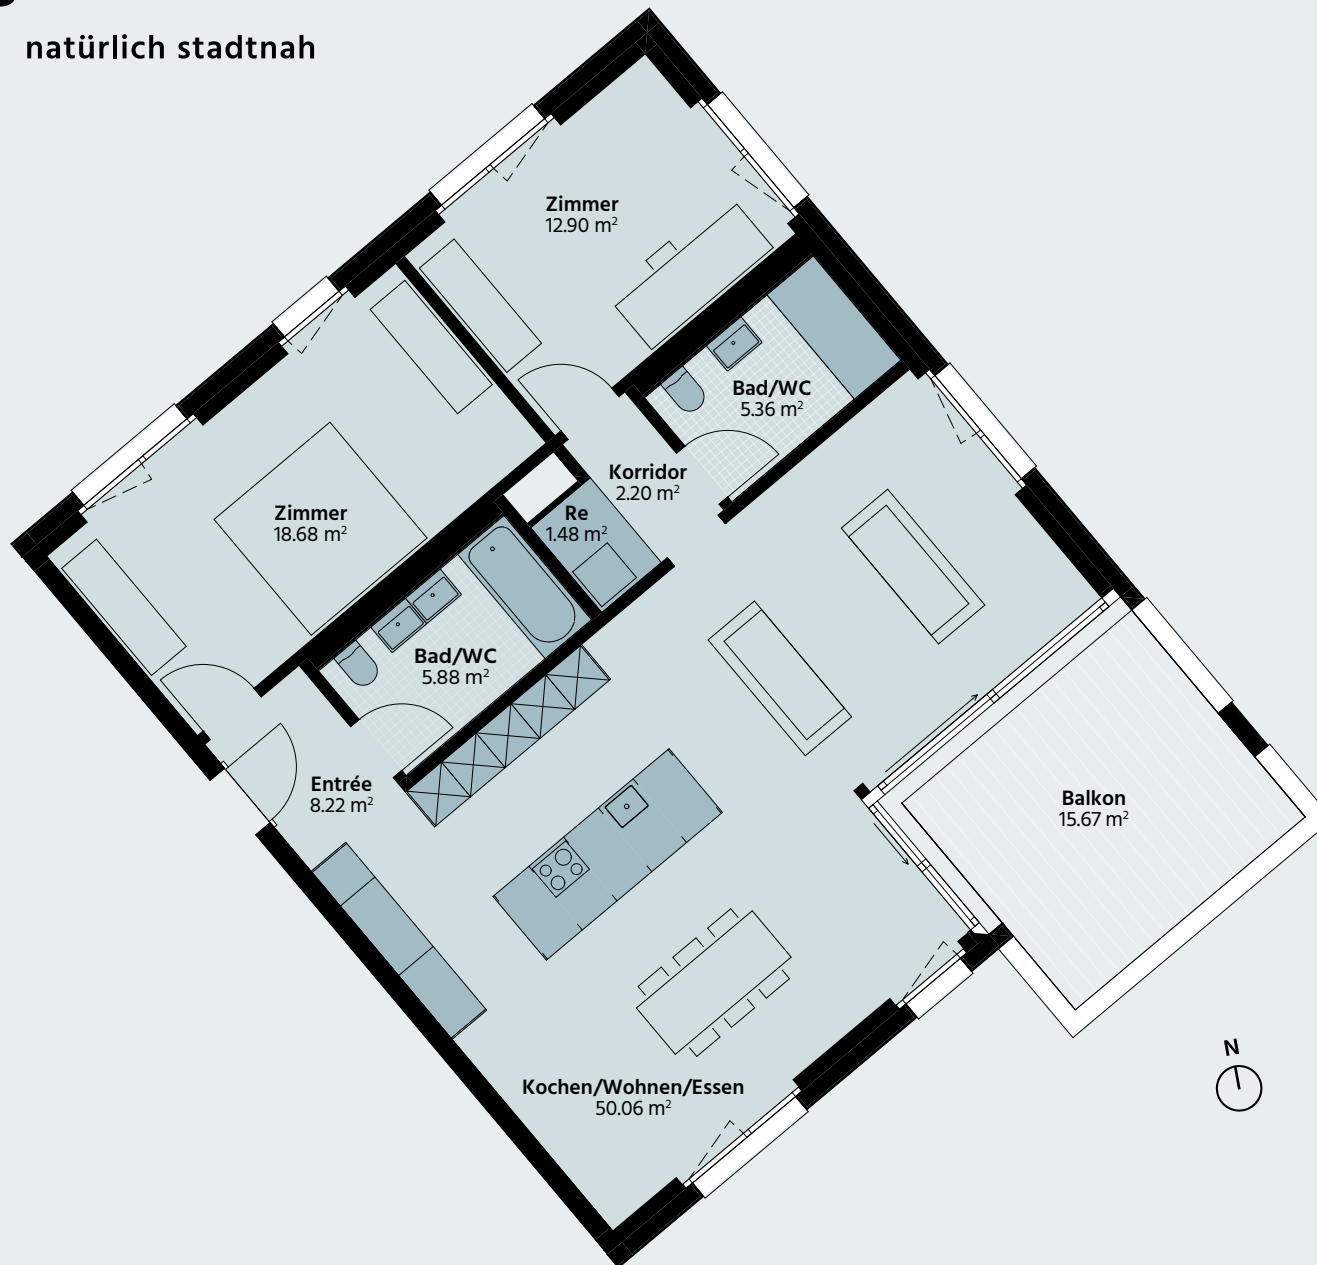 natürlich stadtnah
Zimmer
12.90 m²
Bad/WC
5.36 m²
Korridor
2.20 m²
Zimmer
18.68 m²
Re
1.48 m²
Bad/WC
5.88 m²
Entrée
8.22 m²
Balkon
15.67 m²
N
Kochen/Wohnen/Essen
50.06 m²